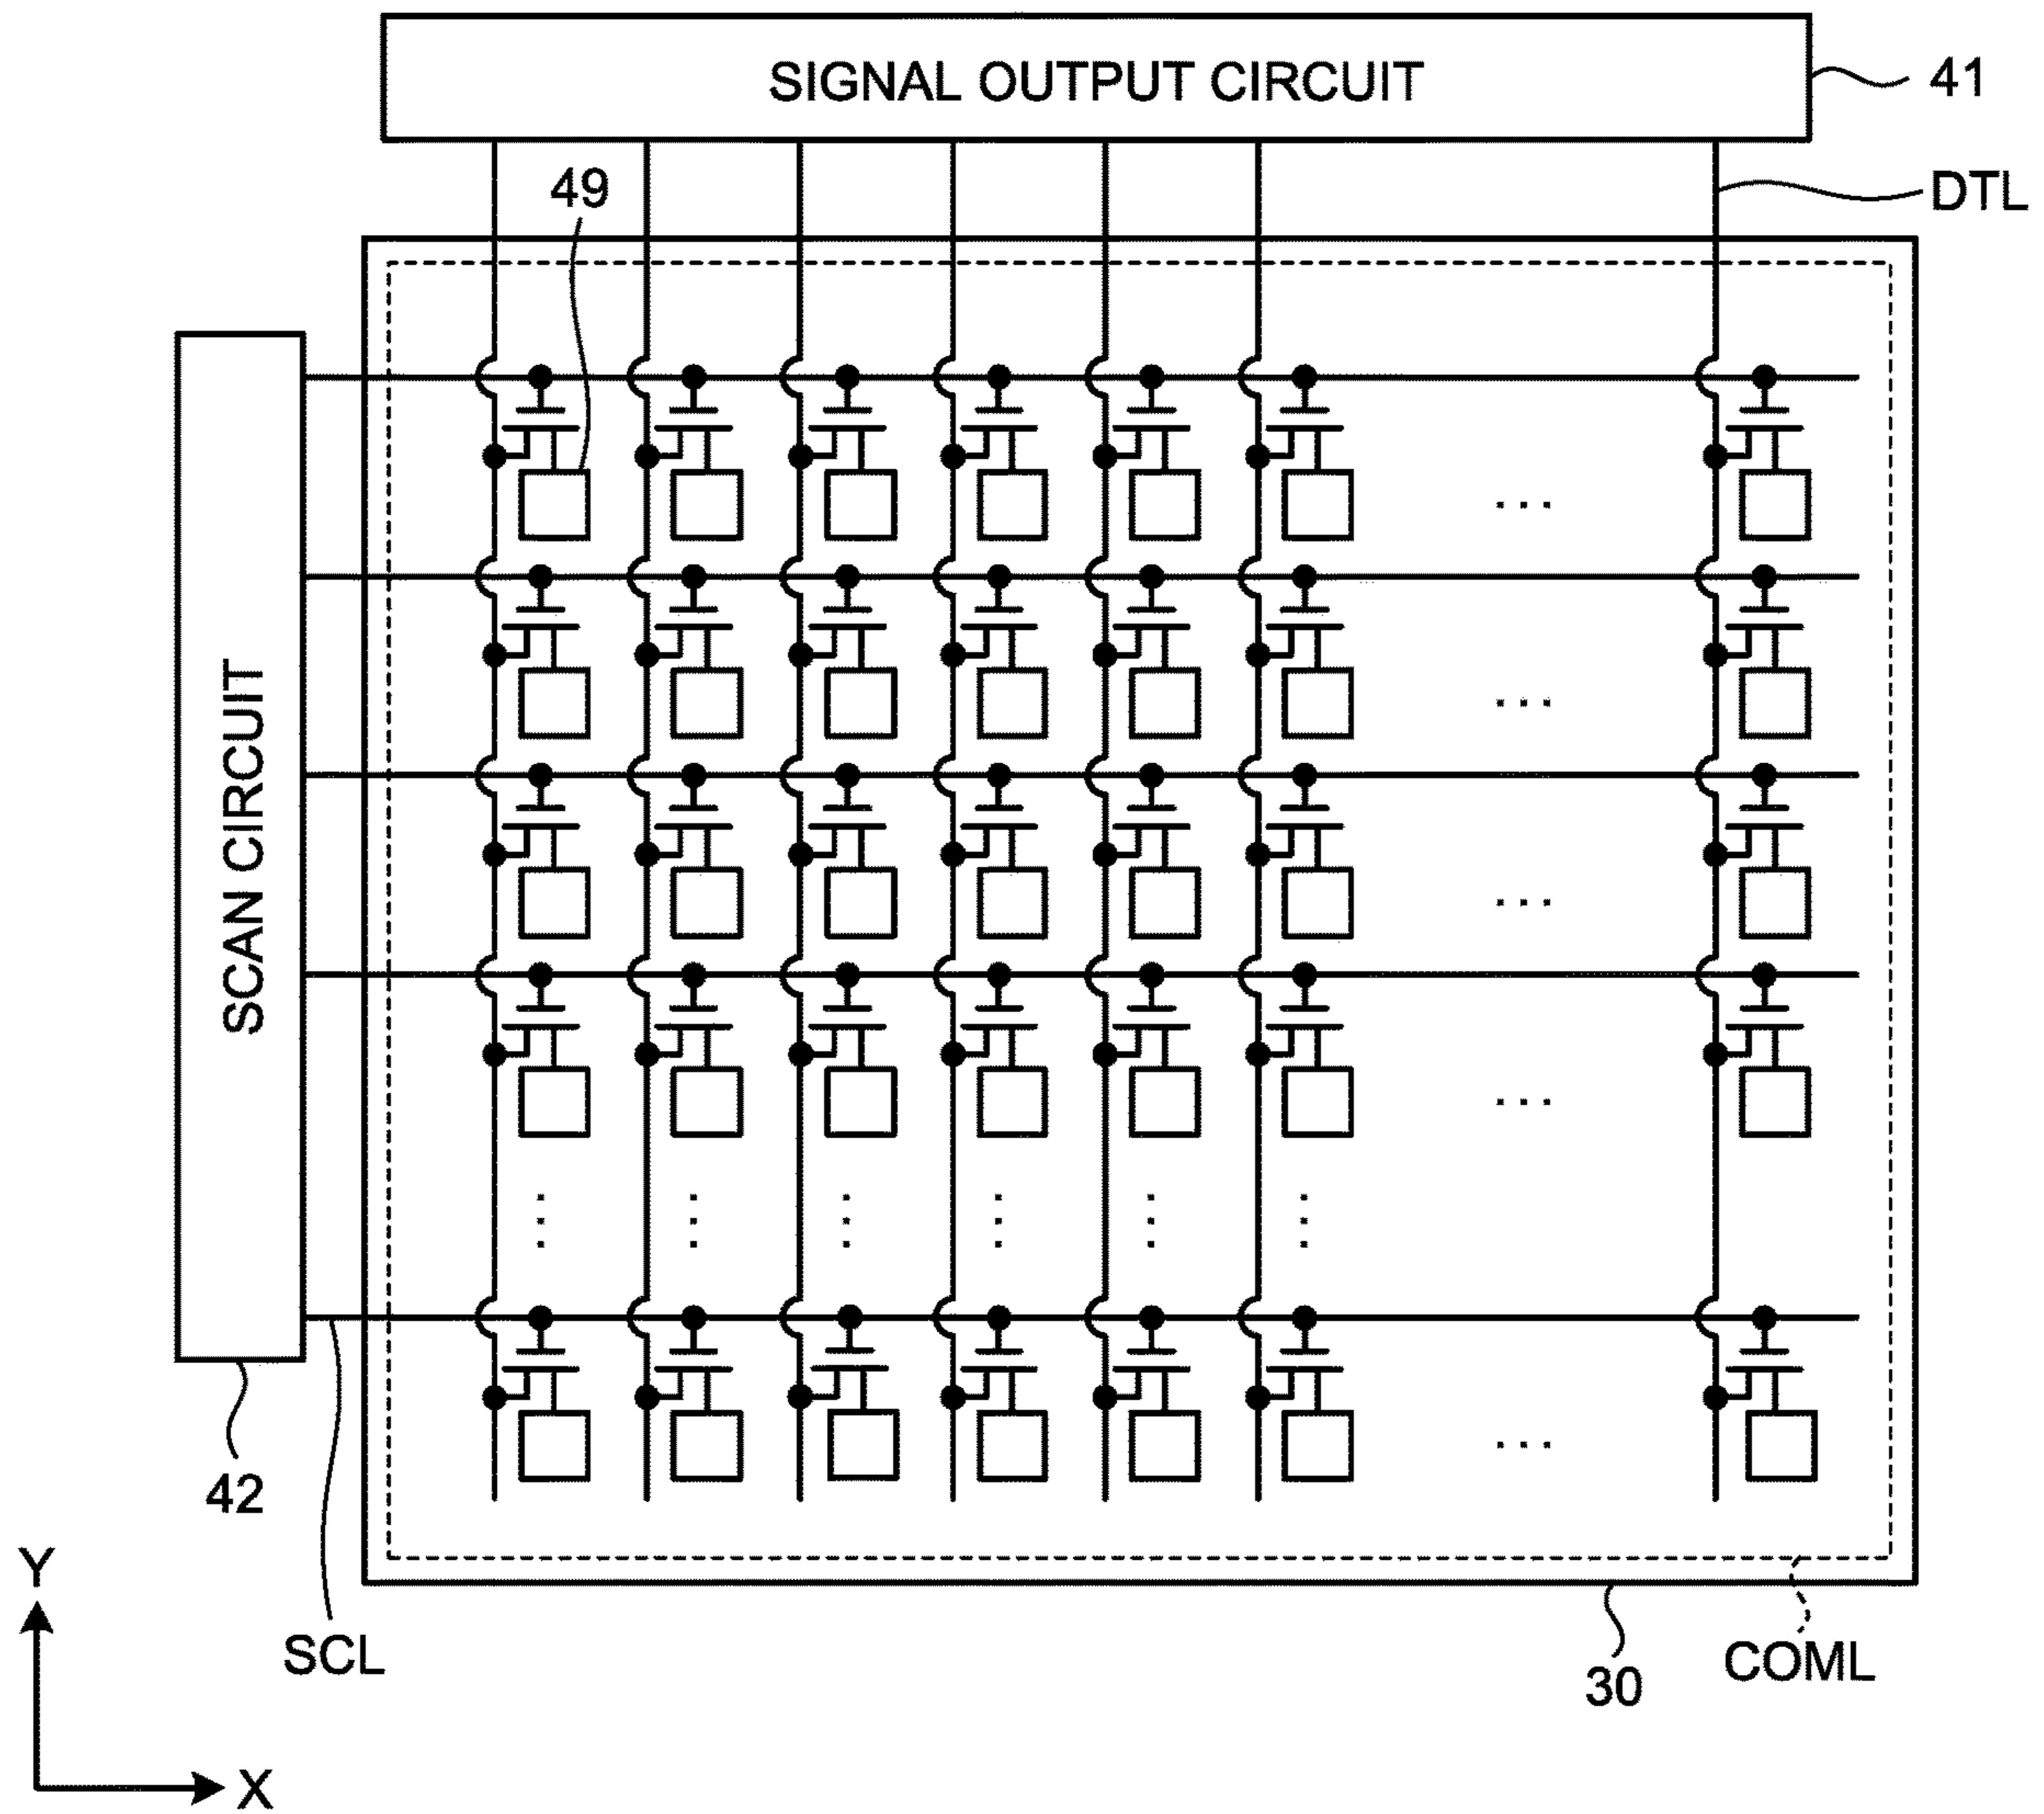 SIGNAL OUTPUT CIRCUIT
41
49
DTL
SCAN CIRCUIT
42
SCL
30
COML
Y
X